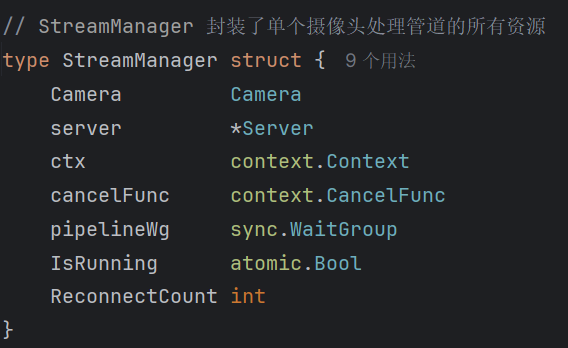 // StreamManager 封装了单个摄像头处理管道的所有资源
type StreamManager struct { 9 个用法
    Camera         Camera
    server         *Server
    ctx            context.Context
    cancelFunc     context.CancelFunc
    pipelineWg     sync.WaitGroup
    IsRunning      atomic.Bool
    ReconnectCount int
}